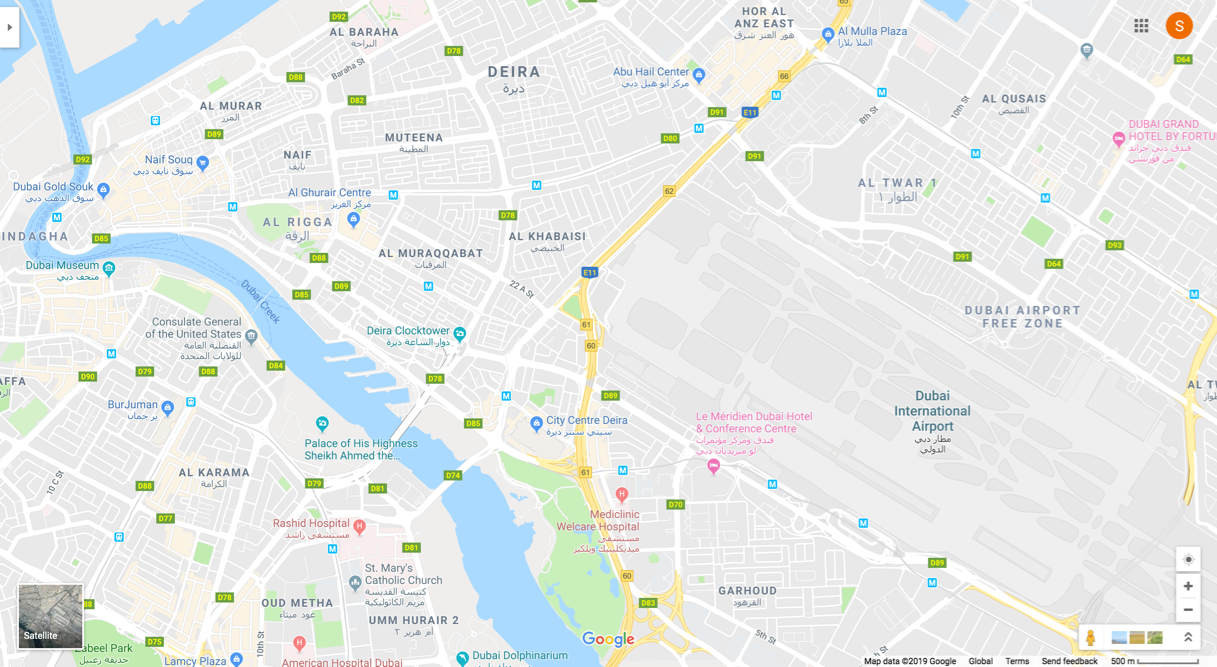 D92
AL BARAHA
البراحة
D78
Baraha St
D88
D82
DEIRA
ديرة
HOR AL
ANZ EAST
هور العنز شرق
65
Al Mulla Plaza
الملا بلازا
S
D64
Abu Hail Center
مركز أبو هيل دبي
66
M
M
E11
D91
8th St
10th St
AL QUSAIS
القصيص
DUBAI GRAND
HOTEL BY FORTU
فندق دبي جراند
من فورتشن
AL MURAR
المرر
D89
MUTEENA
المطينة
D80
M
D91
M
NAIF
نايف
Naif Souq
سوق نايف دبي
D92
Dubai Gold Souk
سوق الذهب دبي
M
M
Al Ghurair Centre
مركز الغرير
M
M
62
AL TWAR 1
الطوار ١
M
AL RIGGA
الرقة
D78
INDAGHA
D85
AL KHABAISI
الخبيصي
D93
D91
D64
AL MURAQQABAT
المرقبات
D88
Dubai Museum
متحف دبي
E11
D89
M
22 A St
D85
M
Dubai Creek
DUBAI AIRPORT
FREE ZONE
Consulate General
of the United States
القنصلية العامه
للولايات المتحدة
Deira Clocktower
دوار الساعة ديرة
61
60
M
D84
D79
D88
D90
D78
AFFA
M
D89
Dubai
International
Airport
مطار دبي
الدولي
AL TW
BurJuman
بر جمان
Le Méridien Dubai Hotel
& Conference Centre
فندق ومركز مؤتمرات
لو ميريديان دبي
D85
City Centre Deira
سيتي سنتر ديرة
Palace of His Highness
Sheikh Ahmed the...
AL KARAMA
الكرامة
10 C St
D88
D79
D81
D74
61
M
M
H
Mediclinic
Welcare Hospital
مستشفى
ميديكلينيك ويلكير
D70
D77
Rashid Hospital
مستشفى راشد
H
M
M
D81
D89
M
St. Mary's
Catholic Church
كنيسة القديسة
مريم الكاثوليكية
60
GARHOUD
القرهود
D83
D78
88
OUD METHA
عود ميثاء
UMM HURAIR 2
أم هرير ٢
Satellite
10th St
D75
Zabeel Park
حديقة زعبيل
Lamcy Plaza
H
American Hospital Dubai
Dubai Dolphinarium
Google
Map data ©2019 Google
Global
Terms
Send feedback
500 m